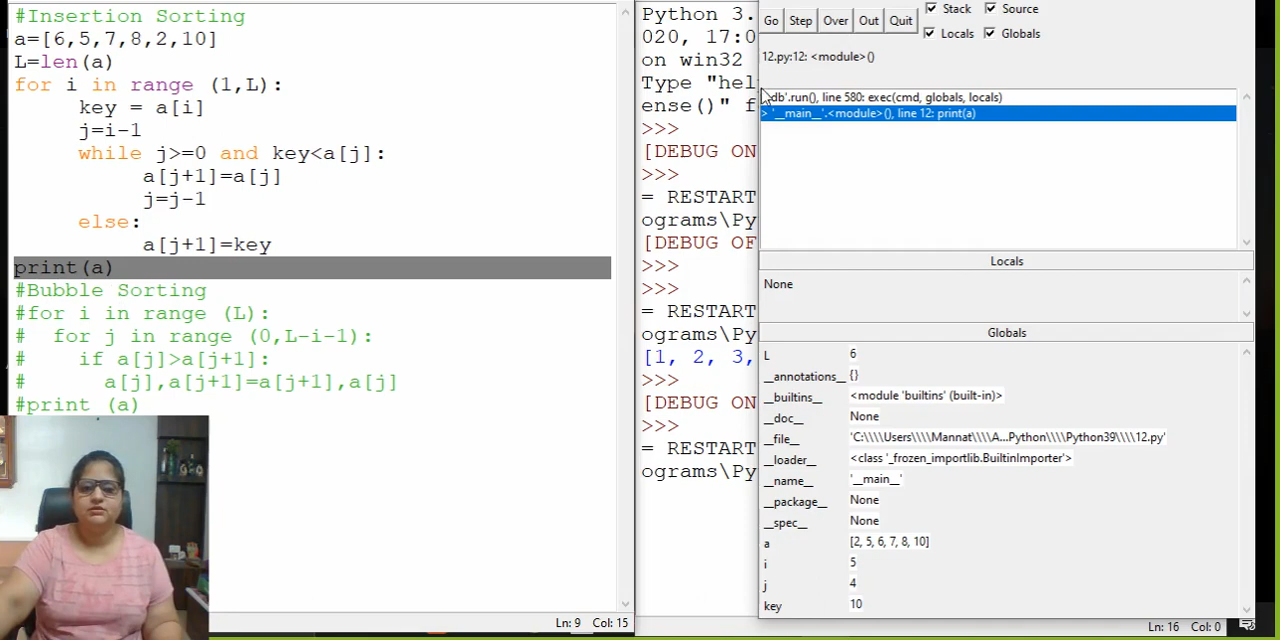 #Insertion Sorting
a=[6,5,7,8,2,10]
L=len(a)
for i in range (1,L):
key = a[i]
j=i-1
while j>=0 and key<a[j]:
a[j+1]=a[j]
j=j-1
else:
a[j+1]=key
print(a)
#Bubble Sorting
#for i in range (L):
#  for j in range (0,L-i-1):
#    if a[j]>a[j+1]:
#      a[j],a[j+1]=a[j+1],a[j]
#print (a)
Ln: 9 Col: 15
Python 3.
020, 17:0
on win32
Type "hel
ense()" f
>>>
[DEBUG ON
>>>
= RESTART
ograms\Py
[DEBUG OF
>>>
>>>
= RESTART
ograms\Py
[1, 2, 3,
>>>
[DEBUG ON
>>>
= RESTART
ograms\Py
Go Step Over Out Quit
Stack Source
Locals Globals
12.py:12: <module>()
db'.run(), line 580: exec(cmd, globals, locals)
> '__main__'.<module>(), line 12: print(a)
Locals
None
Globals
L 6
__annotations__ {}
__builtins__ <module 'builtins' (built-in)>
__doc__ None
__file__ 'C:\\\\Users\\\\Mannat\\\\A...Python\\\\Python39\\\\12.py'
__loader__ <class '_frozen_importlib.BuiltinImporter'>
__name__ '__main__'
__package__ None
__spec__ None
a [2, 5, 6, 7, 8, 10]
i 5
j 4
key 10
Ln: 16 Col: 0